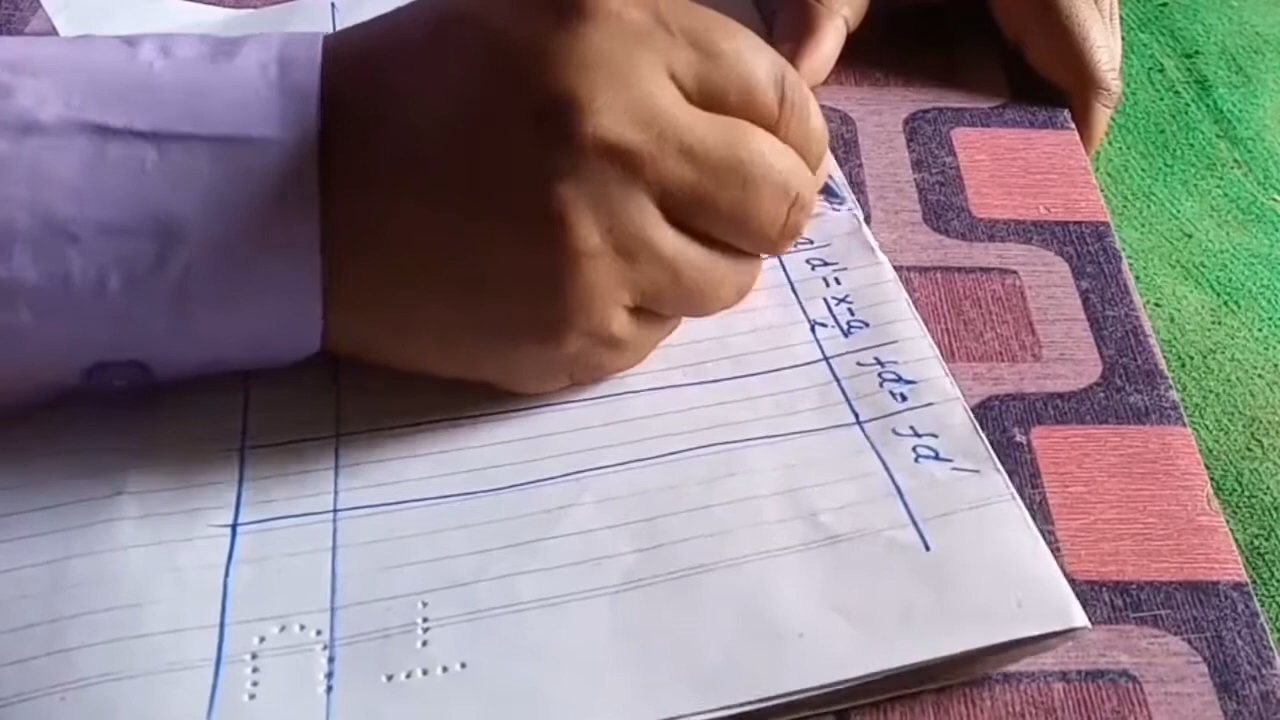 d' = x-a / i | fd= | fd'